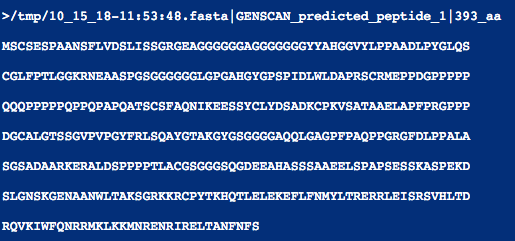 >/tmp/10_15_18-11:53:48.fasta|GENSCAN_predicted_peptide_1|393_aa
MSCSESPAANSFLVDSLISSGRGEAGGGGGGAGGGGGGGYYAHGGVYLPPAADLPYGLQS
CGLFPTLGGKRNEAASPGSGGGGGGLGPGAHGYGPSPIDLWLDAPRSCRMEPPDGPPPPP
QQQPPPPPQPPQPAPQATSCSFAQNIKEESSYCLYDSADKCPKVSATAAELAPFPRGPPP
DGCALGTSSGVPVPGYFRLSQAYGTAKGYGSGGGGAQQLGAGPFPAQPPGRGFDLPPALA
SGSADAARKERALDSPPPPTLACGSGGGSQGDEEAHASSSAAEELSPAPSESSKASPEKD
SLGNSKGENAANWLTAKSGRKKRCPYTKHQTLELEKEFLFNMYLTRERRLEISRSVHLTD
RQVKIWFQNRRMKLKKMNRENRIRELTANFNFS